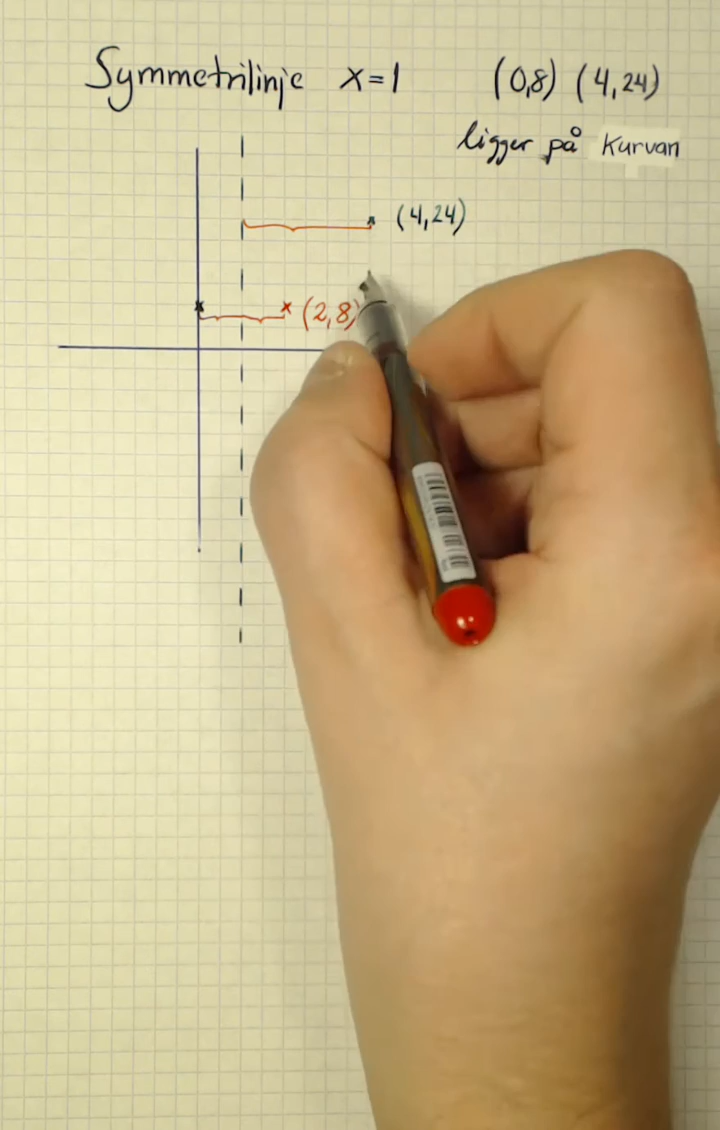 Symmetrilinje x=1 (0,8) (4,24)
ligger på kurvan
(4,24)
(2,8)